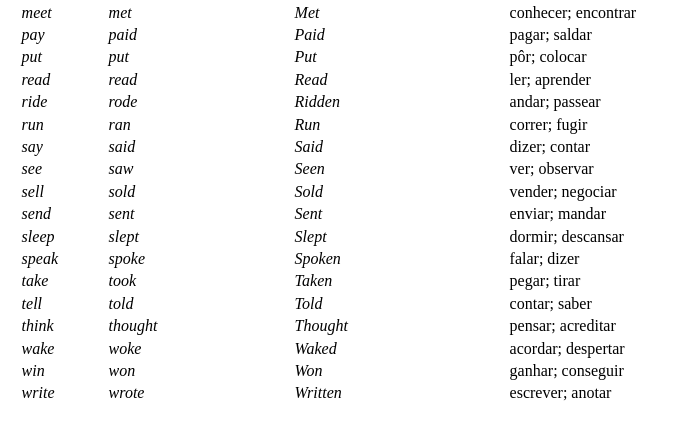 meet met Met conhecer; encontrar
pay paid Paid pagar; saldar
put put Put pôr; colocar
read read Read ler; aprender
ride rode Ridden andar; passear
run ran Run correr; fugir
say said Said dizer; contar
see saw Seen ver; observar
sell sold Sold vender; negociar
send sent Sent enviar; mandar
sleep slept Slept dormir; descansar
speak spoke Spoken falar; dizer
take took Taken pegar; tirar
tell told Told contar; saber
think thought Thought pensar; acreditar
wake woke Waked acordar; despertar
win won Won ganhar; conseguir
write wrote Written escrever; anotar